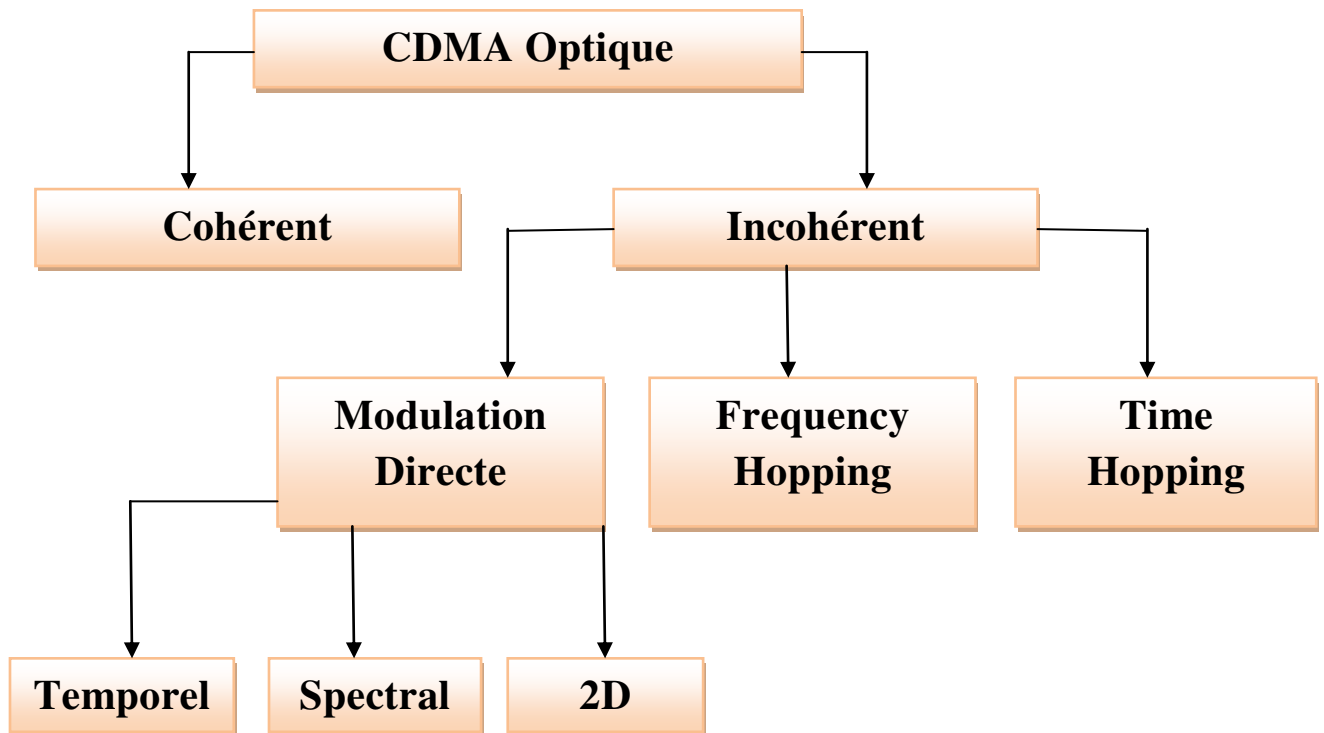 CDMA Optique
Cohérent
Incohérent
Modulation
Directe
Frequency
Hopping
Time
Hopping
Temporel
Spectral
2D